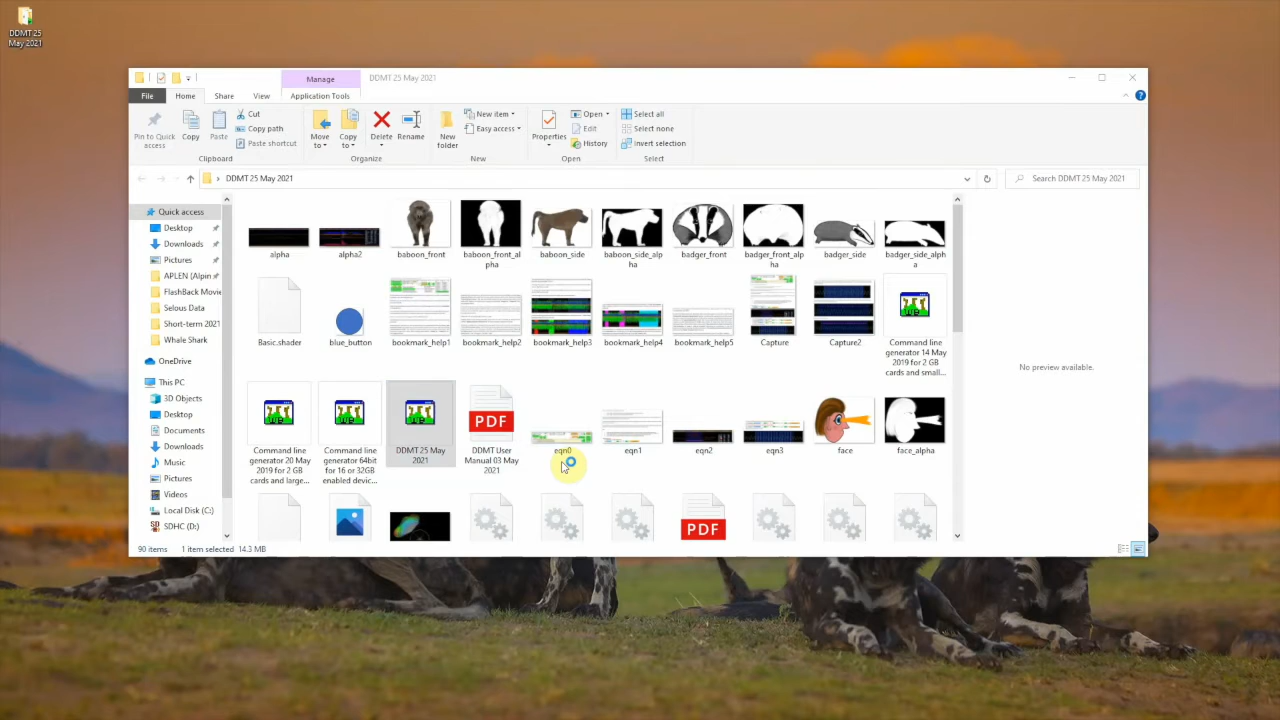 DDMT 25
May 2021
Manage
DDMT 25 May 2021
File
Home
Share
View
Application Tools
Pin to Quick
access
Copy
Paste
Cut
Copy path
Paste shortcut
Clipboard
Move
to
Copy
to
Delete
Rename
Organize
New
folder
New item
Easy access
New
Properties
Open
Edit
History
Open
Select all
Select none
Invert selection
Select
DDMT 25 May 2021
Search DDMT 25 May 2021
Quick access
Desktop
Downloads
Pictures
APLEN (Alpin
FlashBack Movie
Selous Data
Short-term 2021
Whale Shark
OneDrive
This PC
3D Objects
Desktop
Documents
Downloads
Music
Pictures
Videos
Local Disk (C:)
SDHC (D:)
alpha
alpha2
baboon_front
baboon_front_al
pha
baboon_side
baboon_side_alp
ha
badger_front
badger_front_alp
ha
badger_side
badger_side_alph
a
Basic.shader
blue_button
bookmark_help1
bookmark_help2
bookmark_help3
bookmark_help4
bookmark_help5
Capture
Capture2
Command line
generator 14 May
2019 for 2 GB
cards and small...
Command line
generator 20 May
2019 for 2 GB
cards and large...
Command line
generator 64bit
for 16 or 32GB
enabled devic...
DDMT 25 May
2021
PDF
DDMT User
Manual 03 May
2021
eqn0
eqn1
eqn2
eqn3
face
face_alpha
PDF
No preview available.
90 items
1 item selected
14.3 MB